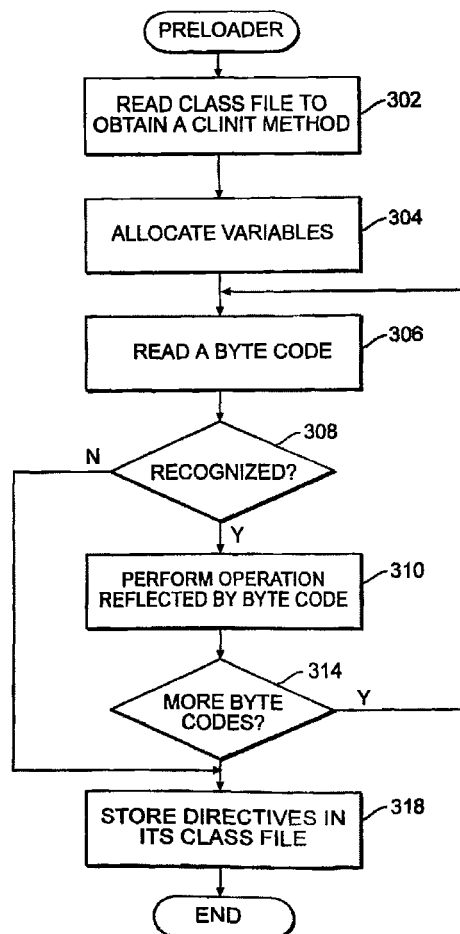 PRELOADER
READ CLASS FILE TO
OBTAIN A CLINIT METHOD
302
ALLOCATE VARIABLES
304
READ A BYTE CODE
306
308
N
RECOGNIZED?
Y
PERFORM OPERATION
REFLECTED BY BYTE CODE
310
314
MORE BYTE
CODES?
Y
STORE DIRECTIVES IN
ITS CLASS FILE
318
END